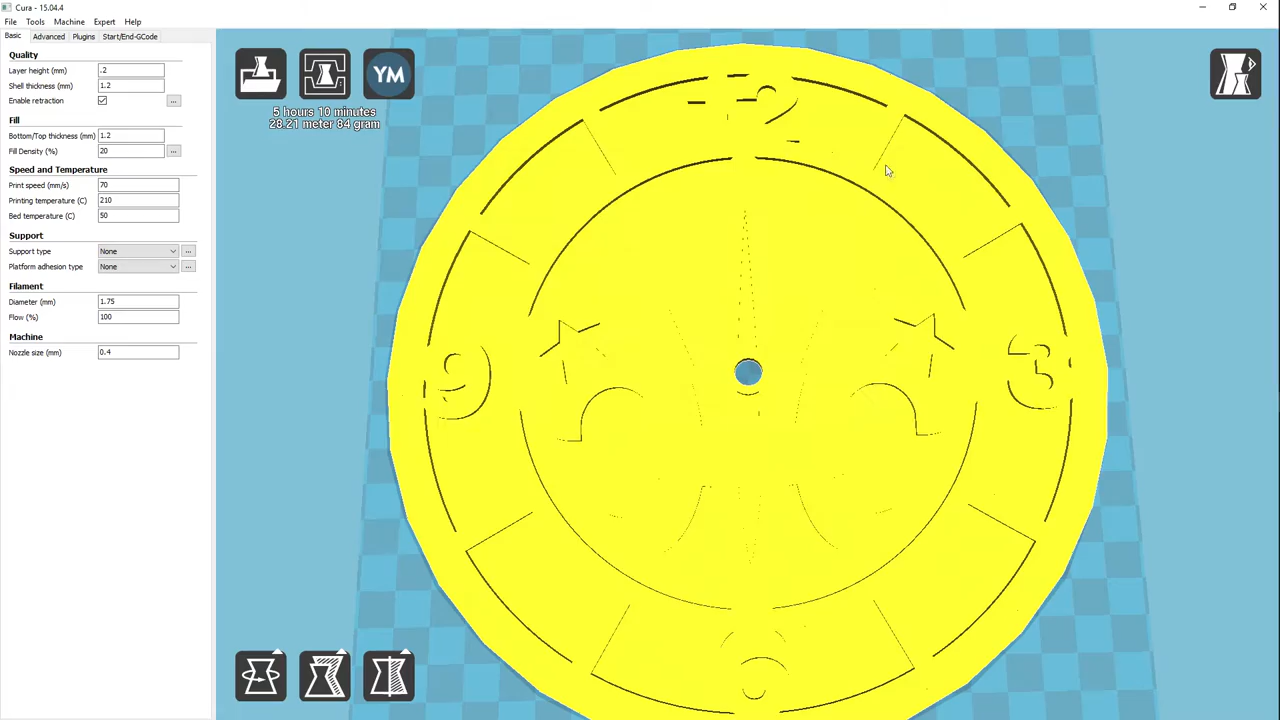 Cura - 15.04.4
File Tools Machine Expert Help
Basic Advanced Plugins Start/End-GCode
Quality
Layer height (mm) .2
Shell thickness (mm) 1.2
Enable retraction ...
Fill
Bottom/Top thickness (mm) 1.2
Fill Density (%) 20 ...
Speed and Temperature
Print speed (mm/s) 70
Printing temperature (C) 210
Bed temperature (C) 50
Support
Support type None ...
Platform adhesion type None ...
Filament
Diameter (mm) 1.75
Flow (%) 100
Machine
Nozzle size (mm) 0.4
YM
5 hours 10 minutes
28.21 meter 84 gram
12
9
3
6